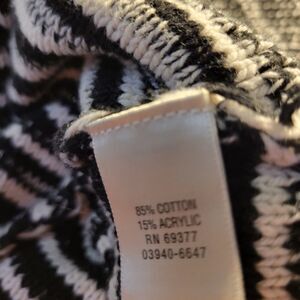 85% COTTON
15% ACRYLIC
RN 69377
03940-6647